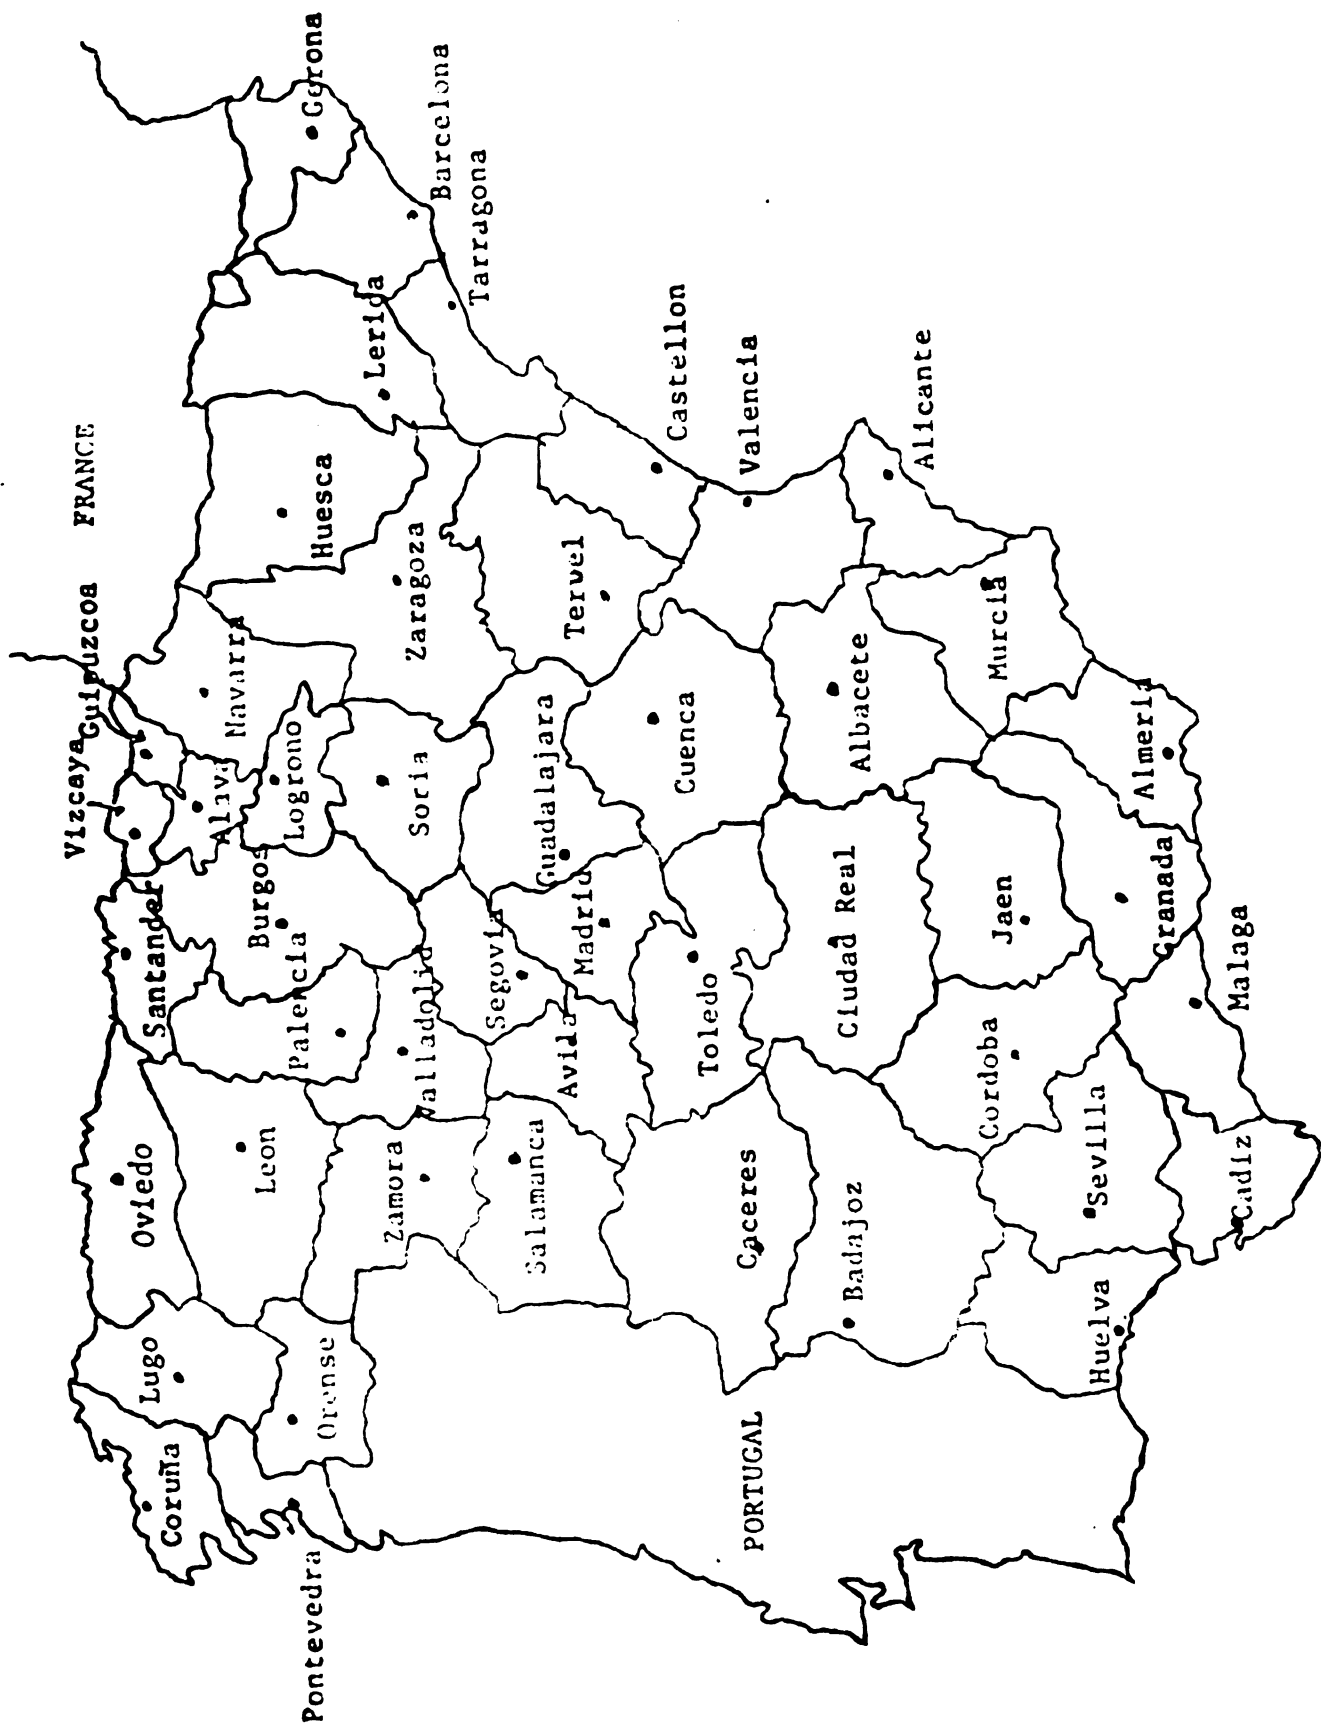 FRANCE
Vizcaya
Guipuzcoa
Coruña
Lugo
Oviedo
Santander
Alava
Navarra
Pontevedra
Orense
Leon
Palencia
Burgos
Logrono
Huesca
Lerida
Gerona
Zamora
Valladolid
Soria
Zaragoza
Barcelona
Tarragona
Salamanca
Avila
Segovia
Madrid
Guadalajara
Teruel
Castellon
PORTUGAL
Caceres
Toledo
Cuenca
Valencia
Badajoz
Ciudad Real
Albacete
Alicante
Huelva
Sevilla
Cordoba
Jaen
Murcia
Cadiz
Malaga
Granada
Almeria